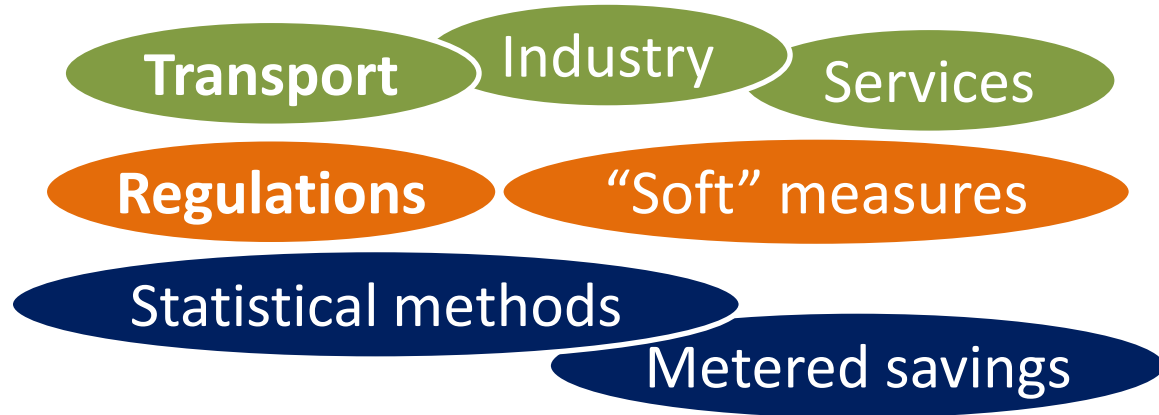 Transport
Industry
Services
Regulations
“Soft” measures
Statistical methods
Metered savings